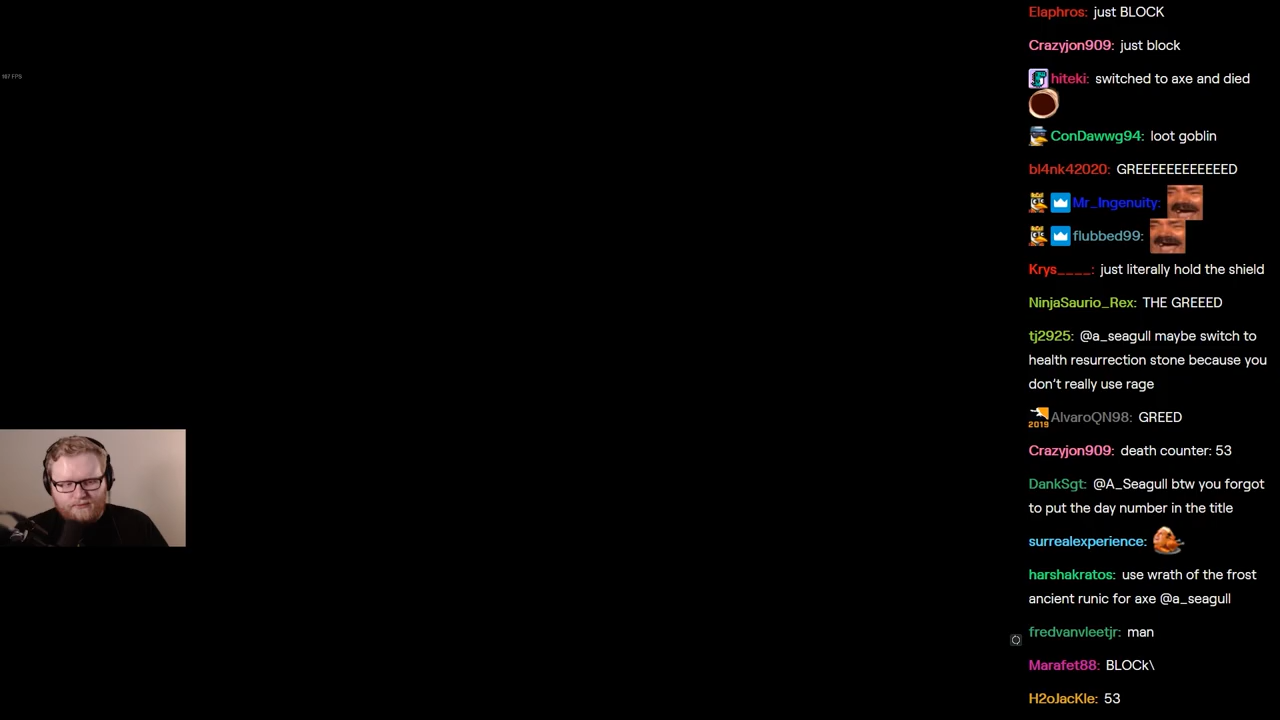 Elaphros: just BLOCK
Crazyjon909: just block
167 FPS
hiteki: switched to axe and died
ConDawwg94: loot goblin
bl4nk42020: GREEEEEEEEEEEED
Mr_Ingenuity:
flubbed99:
Krys____: just literally hold the shield
NinjaSaurio_Rex: THE GREEED
tj2925: @a_seagull maybe switch to
health resurrection stone because you
don't really use rage
2019 AlvaroQN98: GREED
Crazyjon909: death counter: 53
DankSgt: @A_Seagull btw you forgot
to put the day number in the title
surrealexperience:
harshakratos: use wrath of the frost
ancient runic for axe @a_seagull
fredvanvleetjr: man
Marafet88: BLOCk\
H2oJacKle: 53